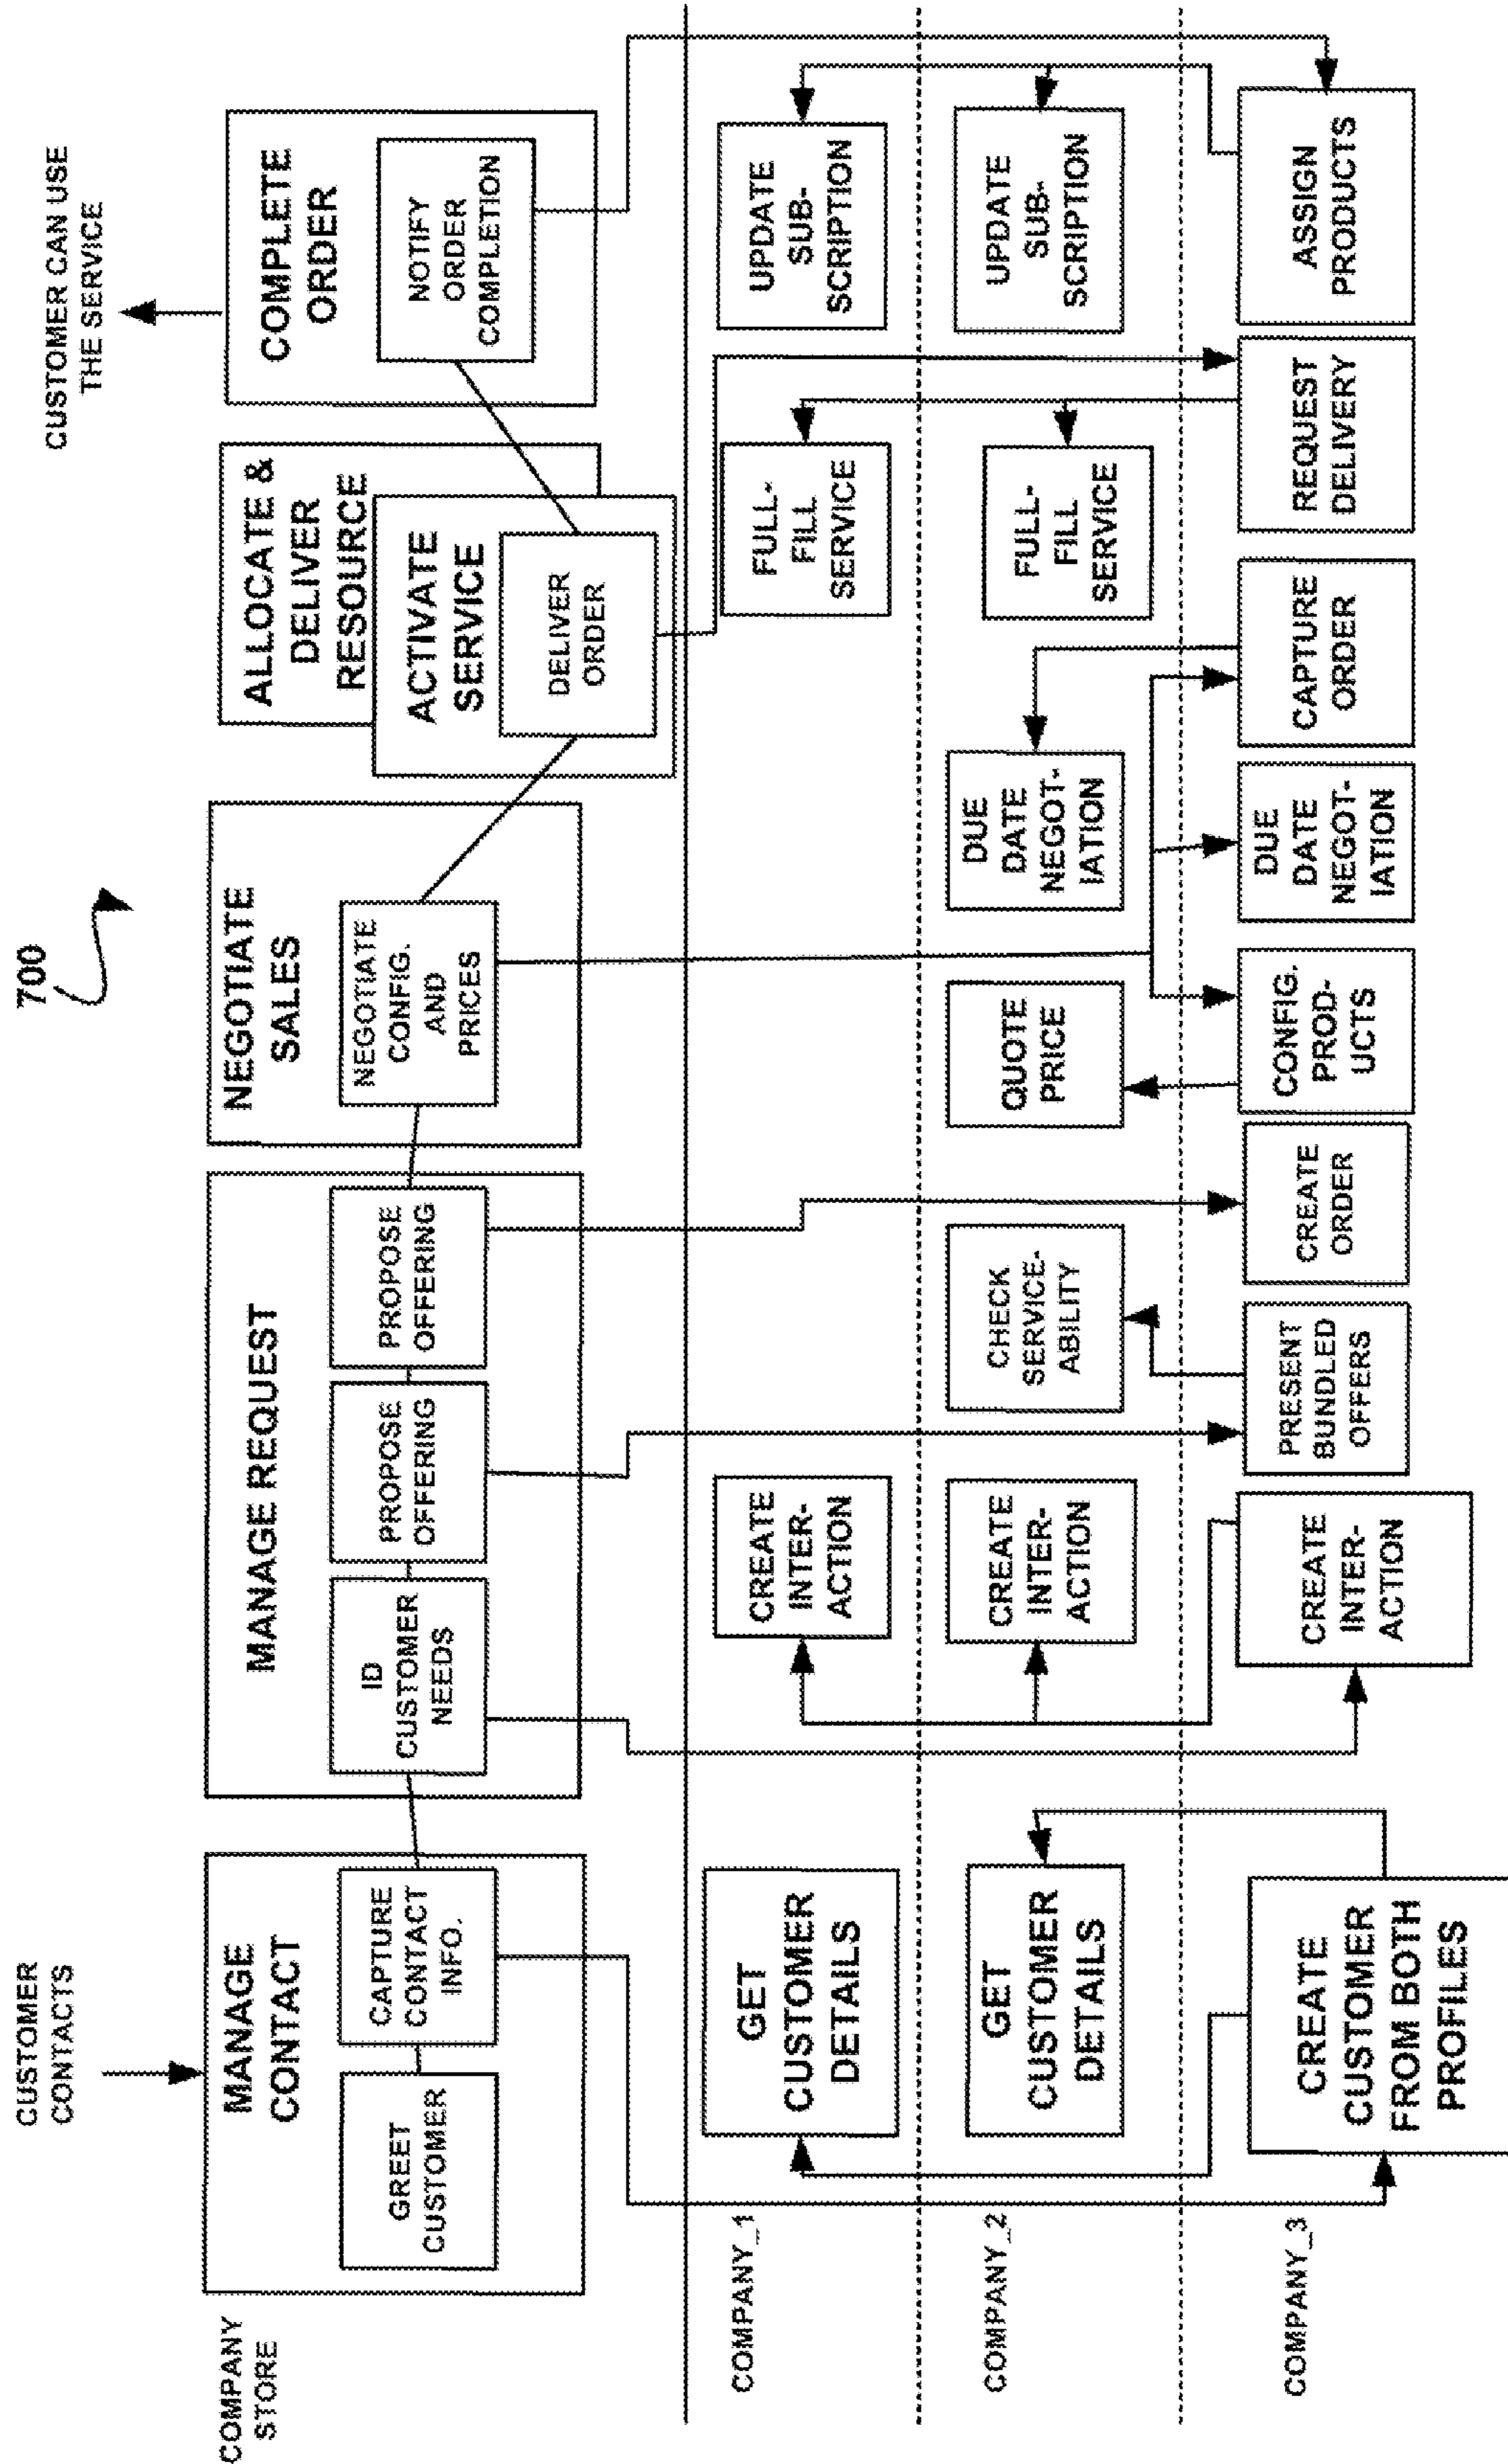 700
CUSTOMER
CONTACTS
CUSTOMER CAN USE
THE SERVICE
COMPANY
STORE
MANAGE
CONTACT
GREET
CUSTOMER
CAPTURE
CONTACT
INFO.
MANAGE REQUEST
ID
CUSTOMER
NEEDS
PROPOSE
OFFERING
PROPOSE
OFFERING
NEGOTIATE
SALES
NEGOTIATE
CONFIG.
AND
PRICES
ALLOCATE &
DELIVER
RESOURCE
ACTIVATE
SERVICE
DELIVER
ORDER
COMPLETE
ORDER
NOTIFY
ORDER
COMPLETION
COMPANY_1
GET
CUSTOMER
DETAILS
CREATE
INTER-
ACTION
FULL-
FILL
SERVICE
UPDATE
SUB-
SCRIPTION
COMPANY_2
GET
CUSTOMER
DETAILS
CREATE
INTER-
ACTION
CHECK
SERVICE-
ABILITY
QUOTE
PRICE
DUE
DATE
NEGOT-
IATION
FULL-
FILL
SERVICE
UPDATE
SUB-
SCRIPTION
COMPANY_3
CREATE
CUSTOMER
FROM BOTH
PROFILES
CREATE
INTER-
ACTION
PRESENT
BUNDLED
OFFERS
CREATE
ORDER
CONFIG.
PROD-
UCTS
DUE
DATE
NEGOT-
IATION
CAPTURE
ORDER
REQUEST
DELIVERY
ASSIGN
PRODUCTS